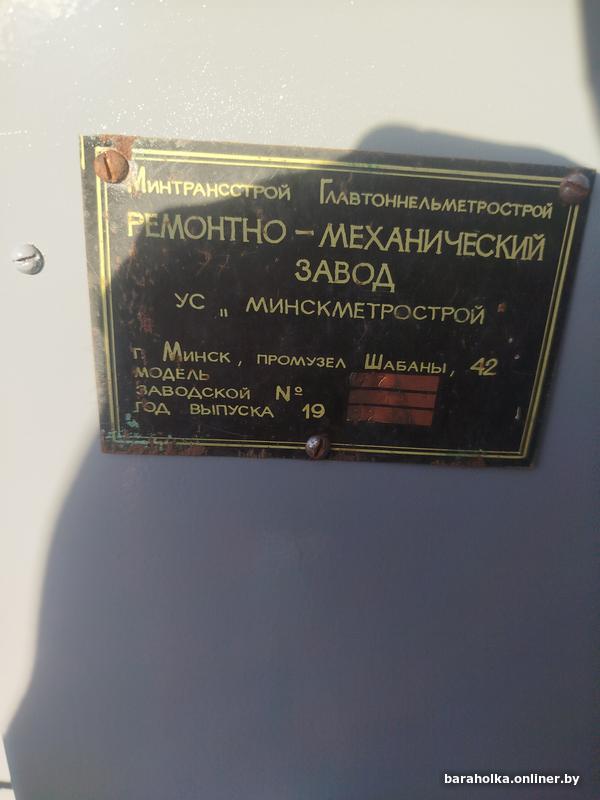 Минтрансстрой Главтоннельметрострой
РЕМОНТНО – МЕХАНИЧЕСКИЙ
ЗАВОД
УС „ МИНСКМЕТРОСТРОЙ
г. Минск, промузел Шабаны, 42
МОДЕЛЬ
ЗАВОДСКОЙ №
ГОД ВЫПУСКА 19
baraholka.onliner.by